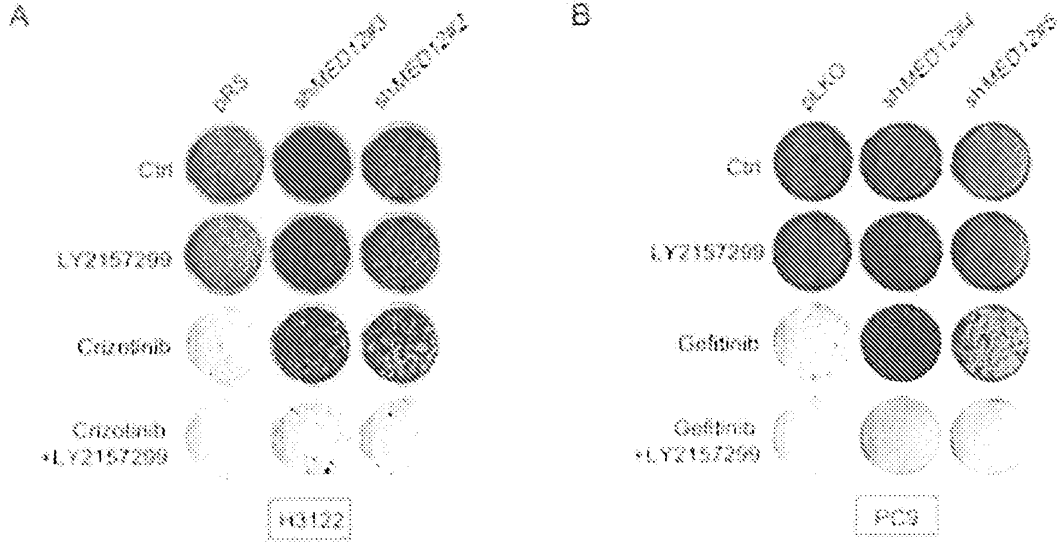 A
pRS
shMED12#3
shMED12#2
Ctrl
LY2157299
Crizotinib
Crizotinib
+LY2157299
H3122
B
pLKO
shMED12#4
shMED12#5
Ctrl
LY2157299
Gefitinib
Gefitinib
+LY2157299
PC9